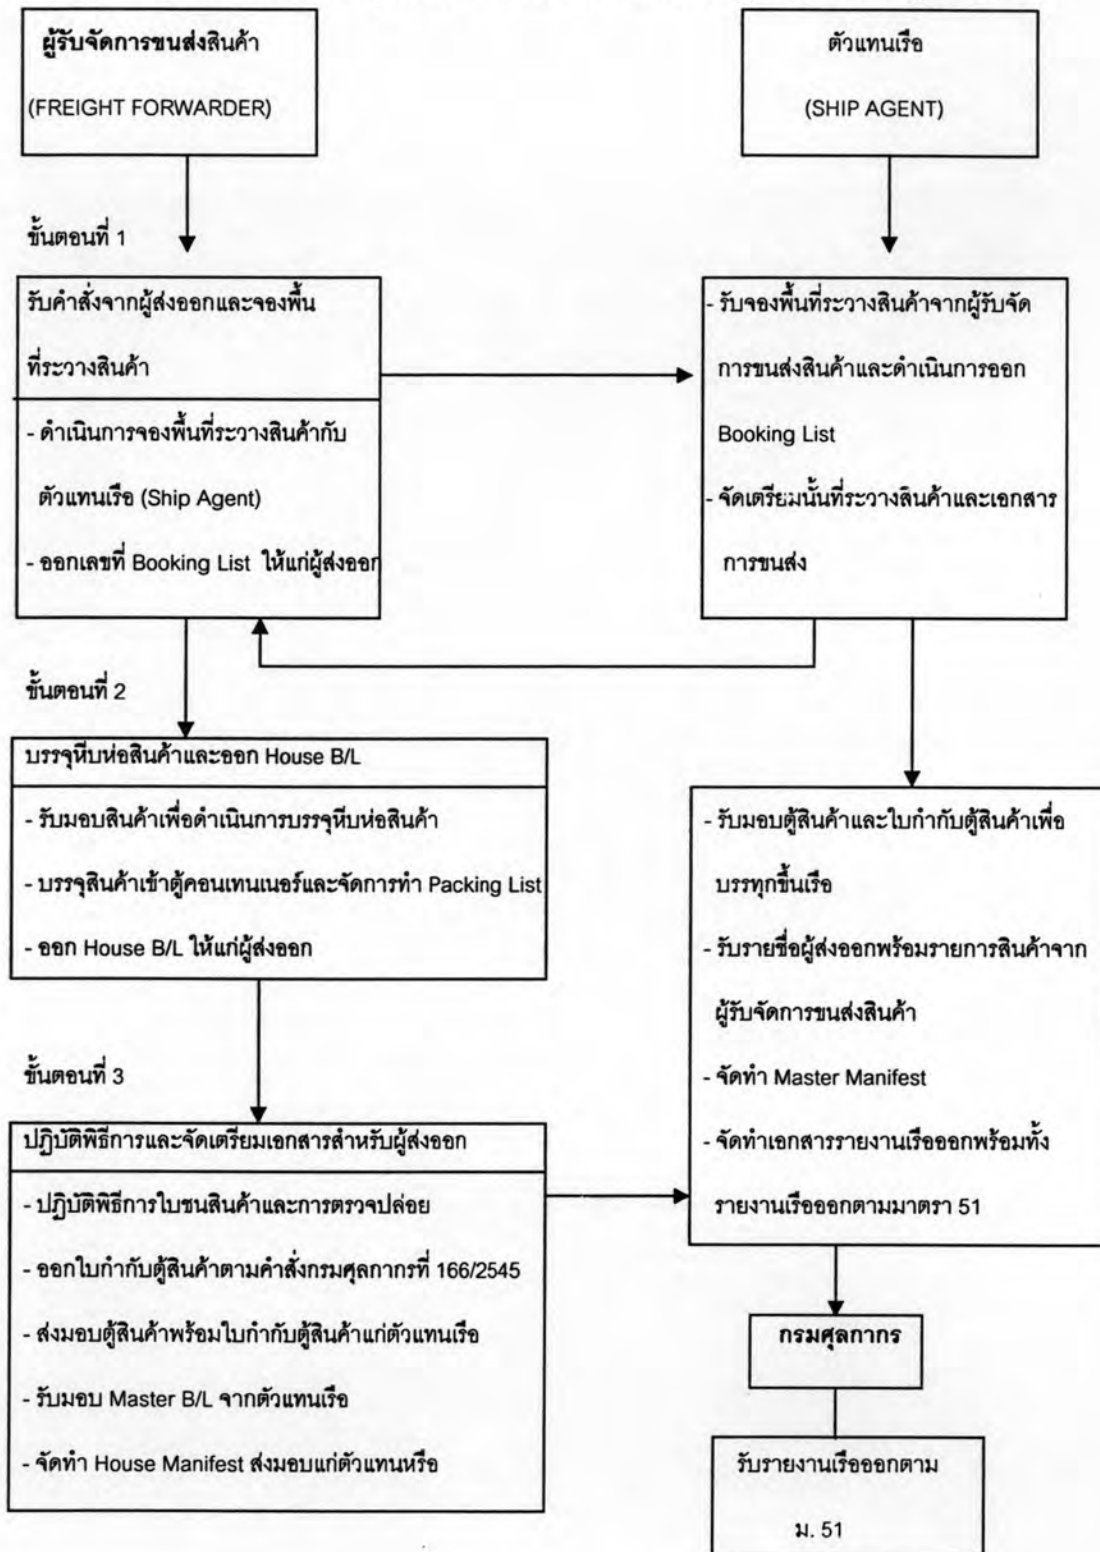 ผู้รับจัดการขนส่งสินค้า
(FREIGHT FORWARDER)
ตัวแทนเรือ
(SHIP AGENT)
ขั้นตอนที่ 1
รับคำสั่งจากผู้ส่งออกและจองพื้น
ที่ระวางสินค้า
- ดำเนินการจองพื้นที่ระวางสินค้ากับ
ตัวแทนเรือ (Ship Agent)
- ออกเลขที่ Booking List ให้แก่ผู้ส่งออก
- รับจองพื้นที่ระวางสินค้าจากผู้รับจัด
การขนส่งสินค้าและดำเนินการออก
Booking List
- จัดเตรียมนั้นที่ระวางสินค้าและเอกสาร
การขนส่ง
ขั้นตอนที่ 2
บรรจุหีบห่อสินค้าและออก House B/L
- รับมอบสินค้าเพื่อดำเนินการบรรจุหีบห่อสินค้า
- บรรจุสินค้าเข้าตู้คอนเทนเนอร์และจัดการทำ Packing List
- ออก House B/L ให้แก่ผู้ส่งออก
- รับมอบตู้สินค้าและใบกำกับตู้สินค้าเพื่อ
บรรทุกขึ้นเรือ
- รับรายชื่อผู้ส่งออกพร้อมรายการสินค้าจาก
ผู้รับจัดการขนส่งสินค้า
- จัดทำ Master Manifest
- จัดทำเอกสารรายงานเรือออกพร้อมทั้ง
รายงานเรือออกตามมาตรา 51
ขั้นตอนที่ 3
ปฏิบัติพิธีการและจัดเตรียมเอกสารสำหรับผู้ส่งออก
- ปฏิบัติพิธีการใบขนสินค้าและการตรวจปล่อย
- ออกใบกำกับตู้สินค้าตามคำสั่งกรมศุลกากรที่ 166/2545
- ส่งมอบตู้สินค้าพร้อมใบกำกับตู้สินค้าแก่ตัวแทนเรือ
- รับมอบ Master B/L จากตัวแทนเรือ
- จัดทำ House Manifest ส่งมอบแก่ตัวแทนหรือ
กรมศุลกากร
รับรายงานเรือออกตาม
ม. 51